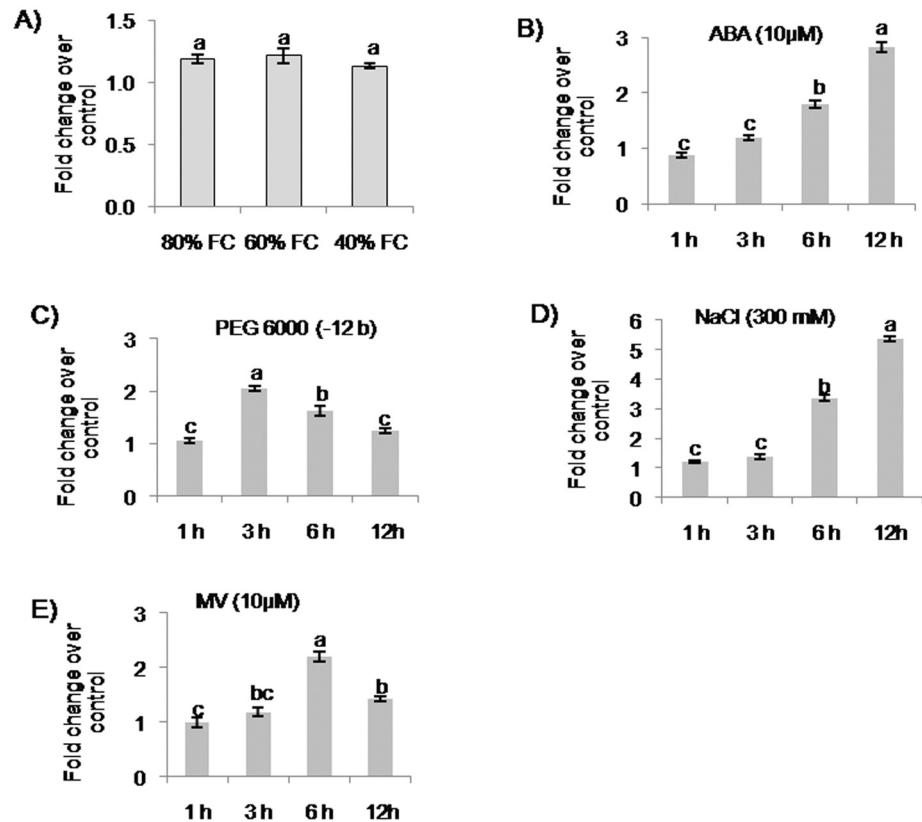 A)
Fold change over
control
1.5
1.0
0.5
0.0
a
a
a
80% FC 60% FC 40% FC
B)
ABA (10µM)
Fold change over
control
3
2
1
0
c
c
b
a
1 h 3 h 6 h 12 h
C)
PEG 6000 (-12 b)
Fold change over
control
3
2
1
0
c
a
b
c
1 h 3 h 6 h 12h
D)
NaCl (300 mM)
Fold change over
control
6
5
4
3
2
1
0
c
c
b
a
1 h 3 h 6 h 12h
E)
MV (10µM)
Fold change over
control
3
2
1
0
c
bc
a
b
1 h 3 h 6 h 12h